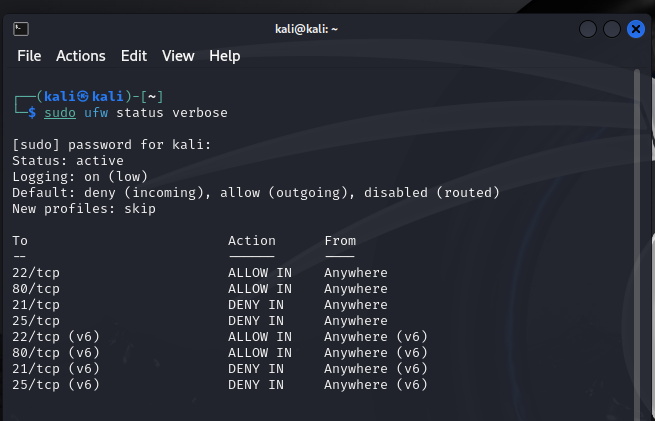 kali@kali: ~
File Actions Edit View Help
┌──(kali㉿kali)-[~]
└─$ sudo ufw status verbose
[sudo] password for kali:
Status: active
Logging: on (low)
Default: deny (incoming), allow (outgoing), disabled (routed)
New profiles: skip
To                         Action      From
--                         ------      ----
22/tcp                     ALLOW IN    Anywhere
80/tcp                     ALLOW IN    Anywhere
21/tcp                     DENY IN     Anywhere
25/tcp                     DENY IN     Anywhere
22/tcp (v6)                ALLOW IN    Anywhere (v6)
80/tcp (v6)                ALLOW IN    Anywhere (v6)
21/tcp (v6)                DENY IN     Anywhere (v6)
25/tcp (v6)                DENY IN     Anywhere (v6)